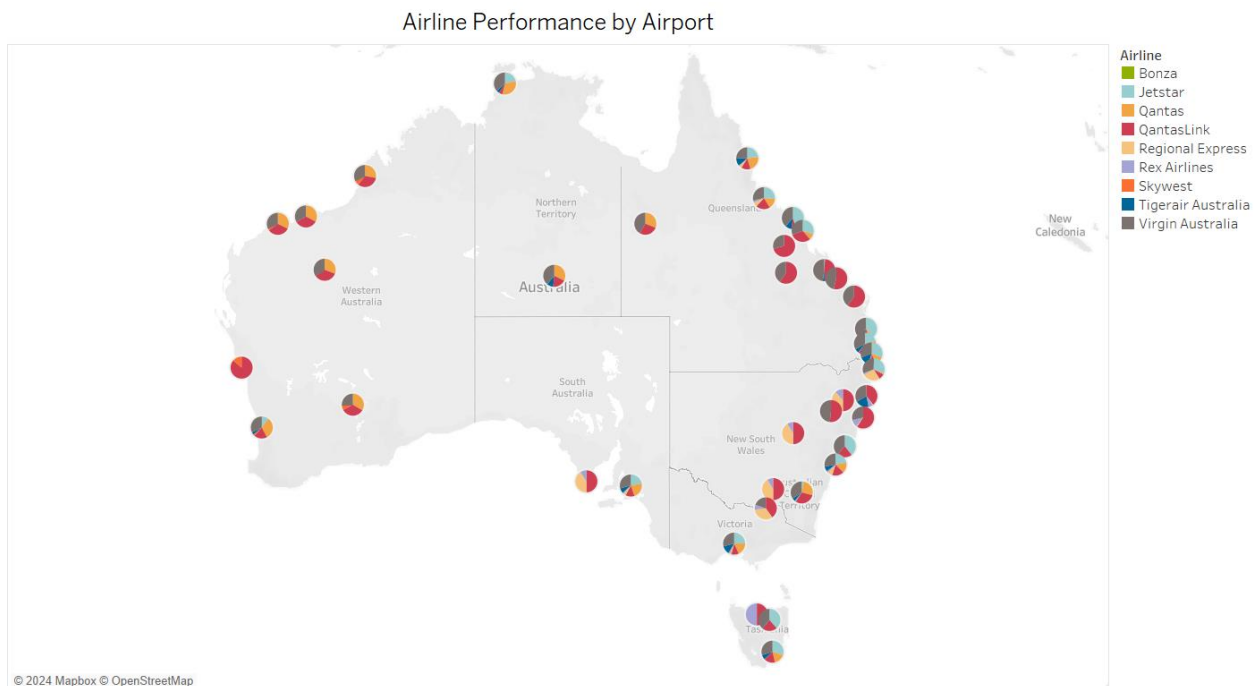 Airline Performance by Airport
Airline
Bonza
Jetstar
Qantas
QantasLink
Regional Express
Rex Airlines
Skywest
Tigerair Australia
Virgin Australia
Northern
Territory
New
Caledonia
Western
Australia
Australia
South
Australia
New South
Wales
Territory
Victoria
© 2024 Mapbox © OpenStreetMap